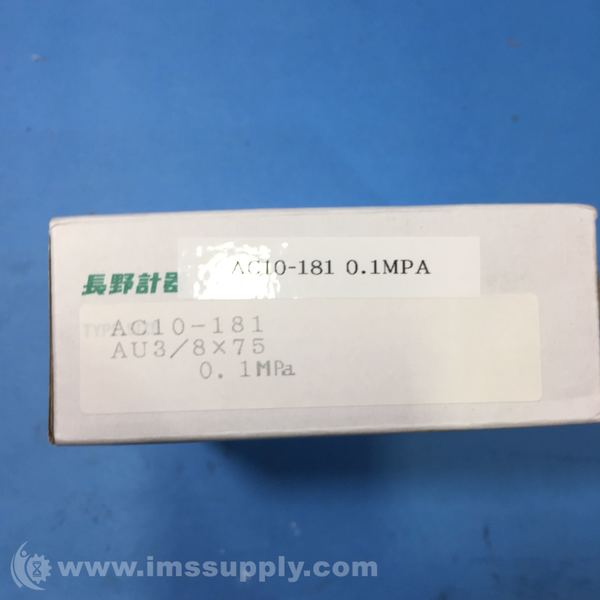 AC10-181 0.1MPA
長野計器
AC10-181
AU3/8×75
0.1MPa
www.imssupply.com